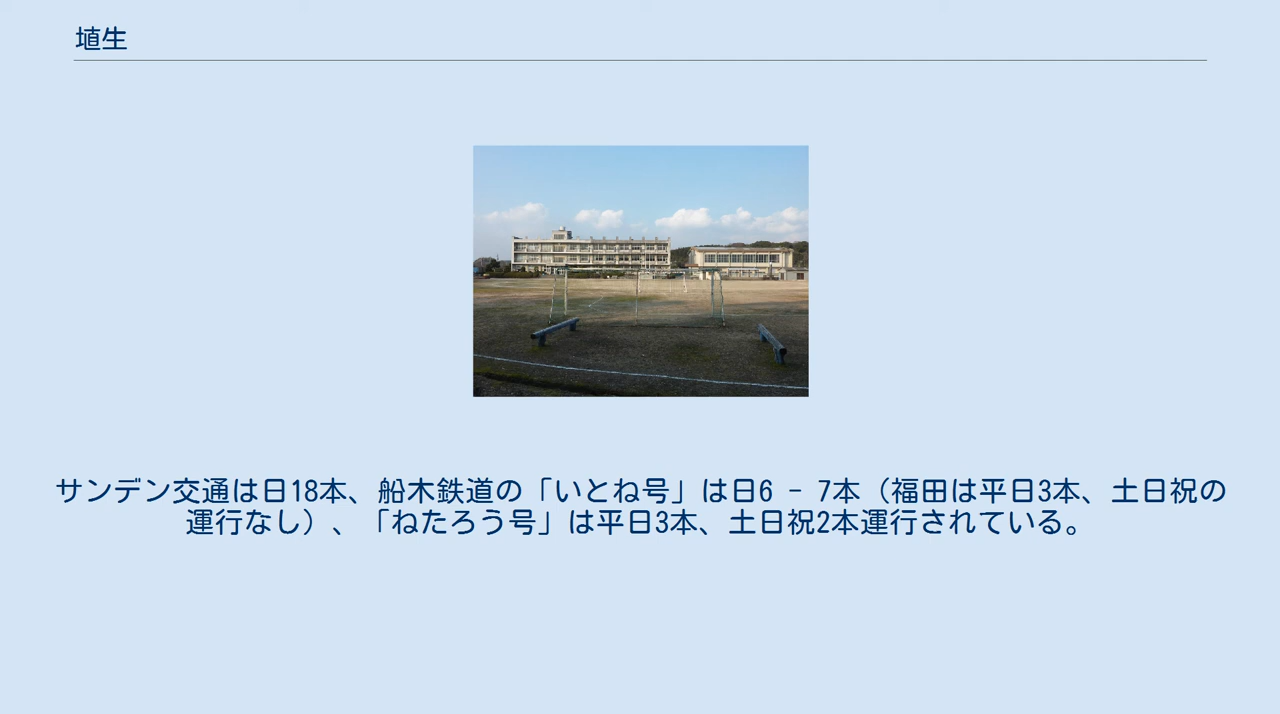 埴生
サンデン交通は日18本、船木鉄道の「いとね号」は日6 - 7本（福田は平日3本、土日祝の
運行なし）、「ねたろう号」は平日3本、土日祝2本運行されている。